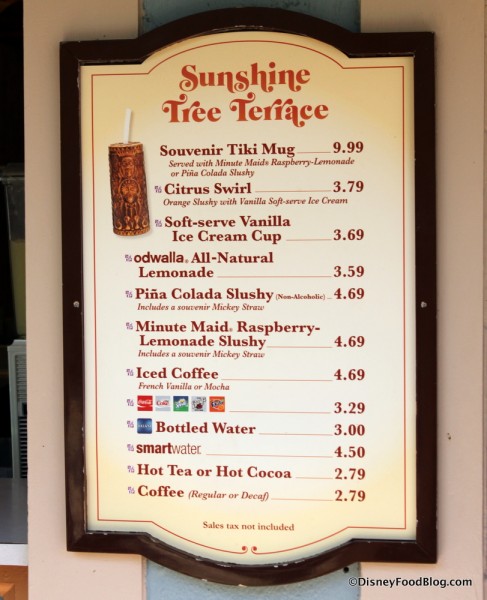 Sunshine
Tree Terrace
Souvenir Tiki Mug 9.99
Served with Minute Maid® Raspberry-Lemonade
or Piña Colada Slushy
Citrus Swirl 3.79
Orange Slushy with Vanilla Soft-serve Ice Cream
Soft-serve Vanilla
Ice Cream Cup 3.69
odwalla® All-Natural
Lemonade 3.59
Piña Colada Slushy (Non-Alcoholic) 4.69
Includes a souvenir Mickey Straw
Minute Maid® Raspberry-
Lemonade Slushy 4.69
Includes a souvenir Mickey Straw
Iced Coffee 4.69
French Vanilla or Mocha
3.29
Bottled Water 3.00
smartwater 4.50
Hot Tea or Hot Cocoa 2.79
Coffee (Regular or Decaf) 2.79
Sales tax not included
©DisneyFoodBlog.com